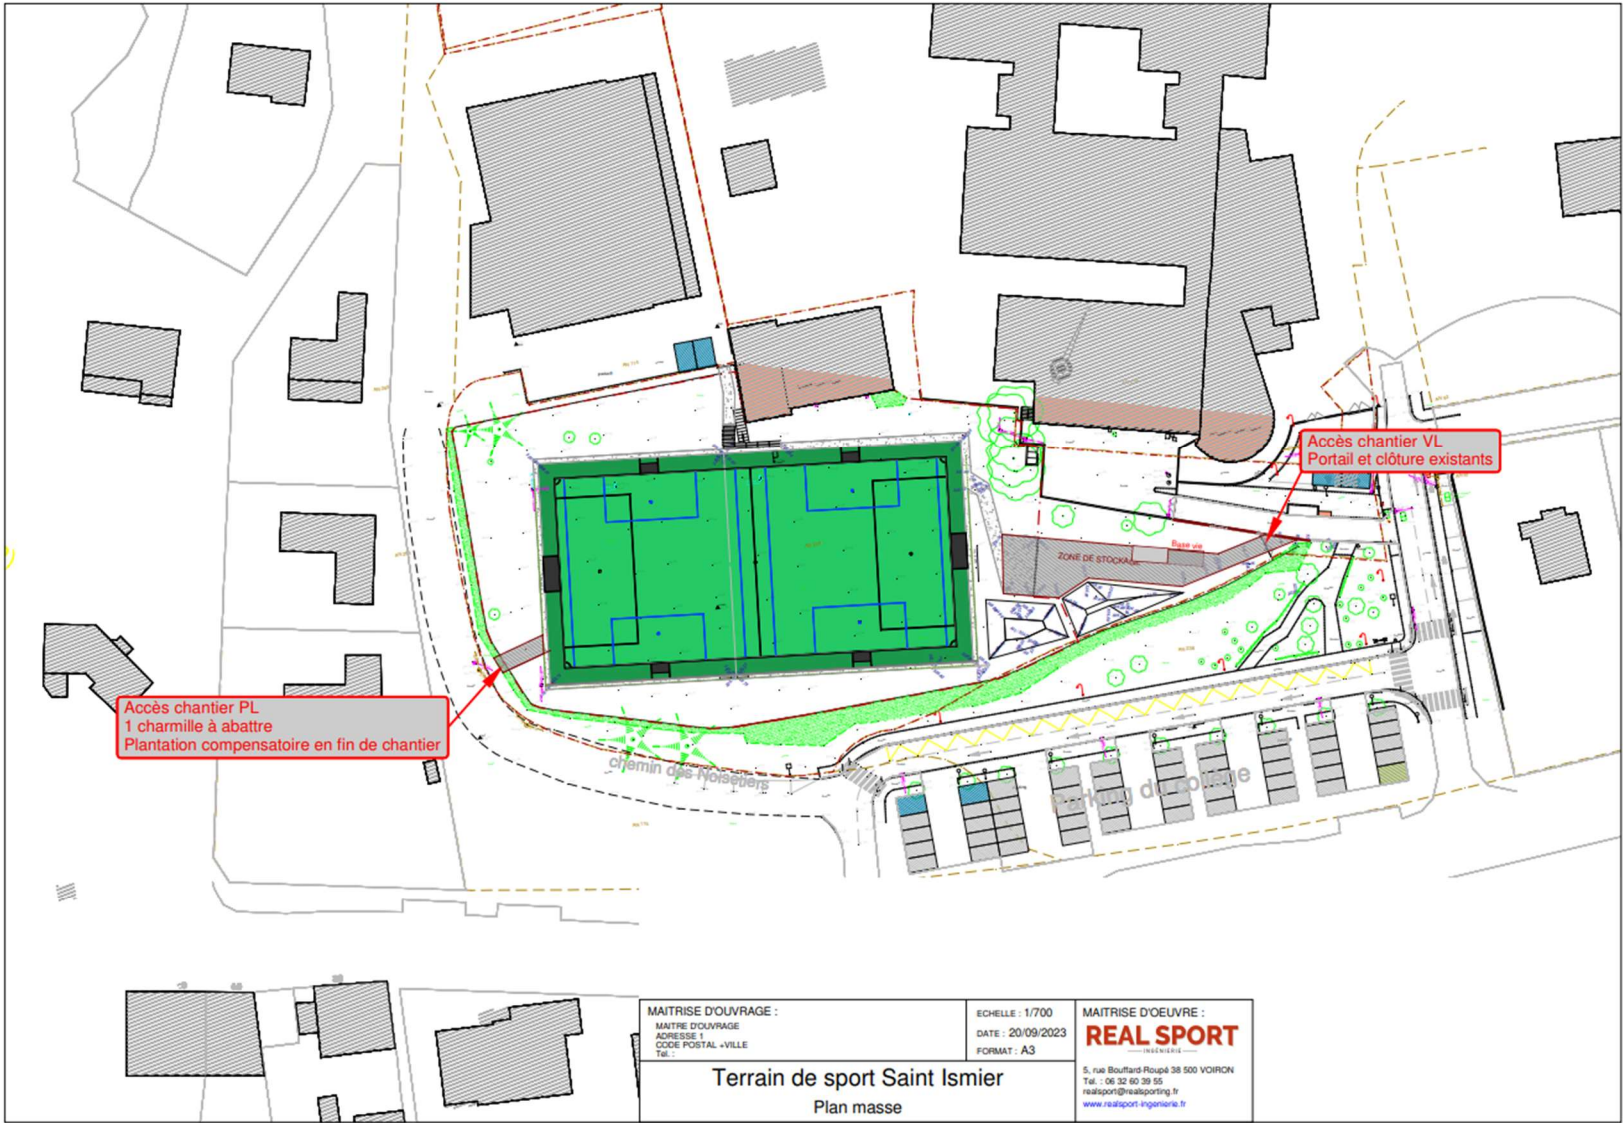 Accès chantier VL
Portail et clôture existants
Base vie
ZONE DE STOCKAGE
Accès chantier PL
1 charmille à abattre
Plantation compensatoire en fin de chantier
chemin des Noisetiers
Parking du collège
MAITRISE D'OUVRAGE :
MAITRE D'OUVRAGE
ADRESSE 1
CODE POSTAL +VILLE
Tel. :
ECHELLE : 1/700
DATE : 20/09/2023
FORMAT : A3
MAITRISE D'OEUVRE :
REAL SPORT
INGÉNIERIE
5, rue Bouffard-Roupé 38 500 VOIRON
Tel. : 06 32 60 39 55
realsport@realsporting.fr
www.realsport-ingenierie.fr
Terrain de sport Saint Ismier
Plan masse